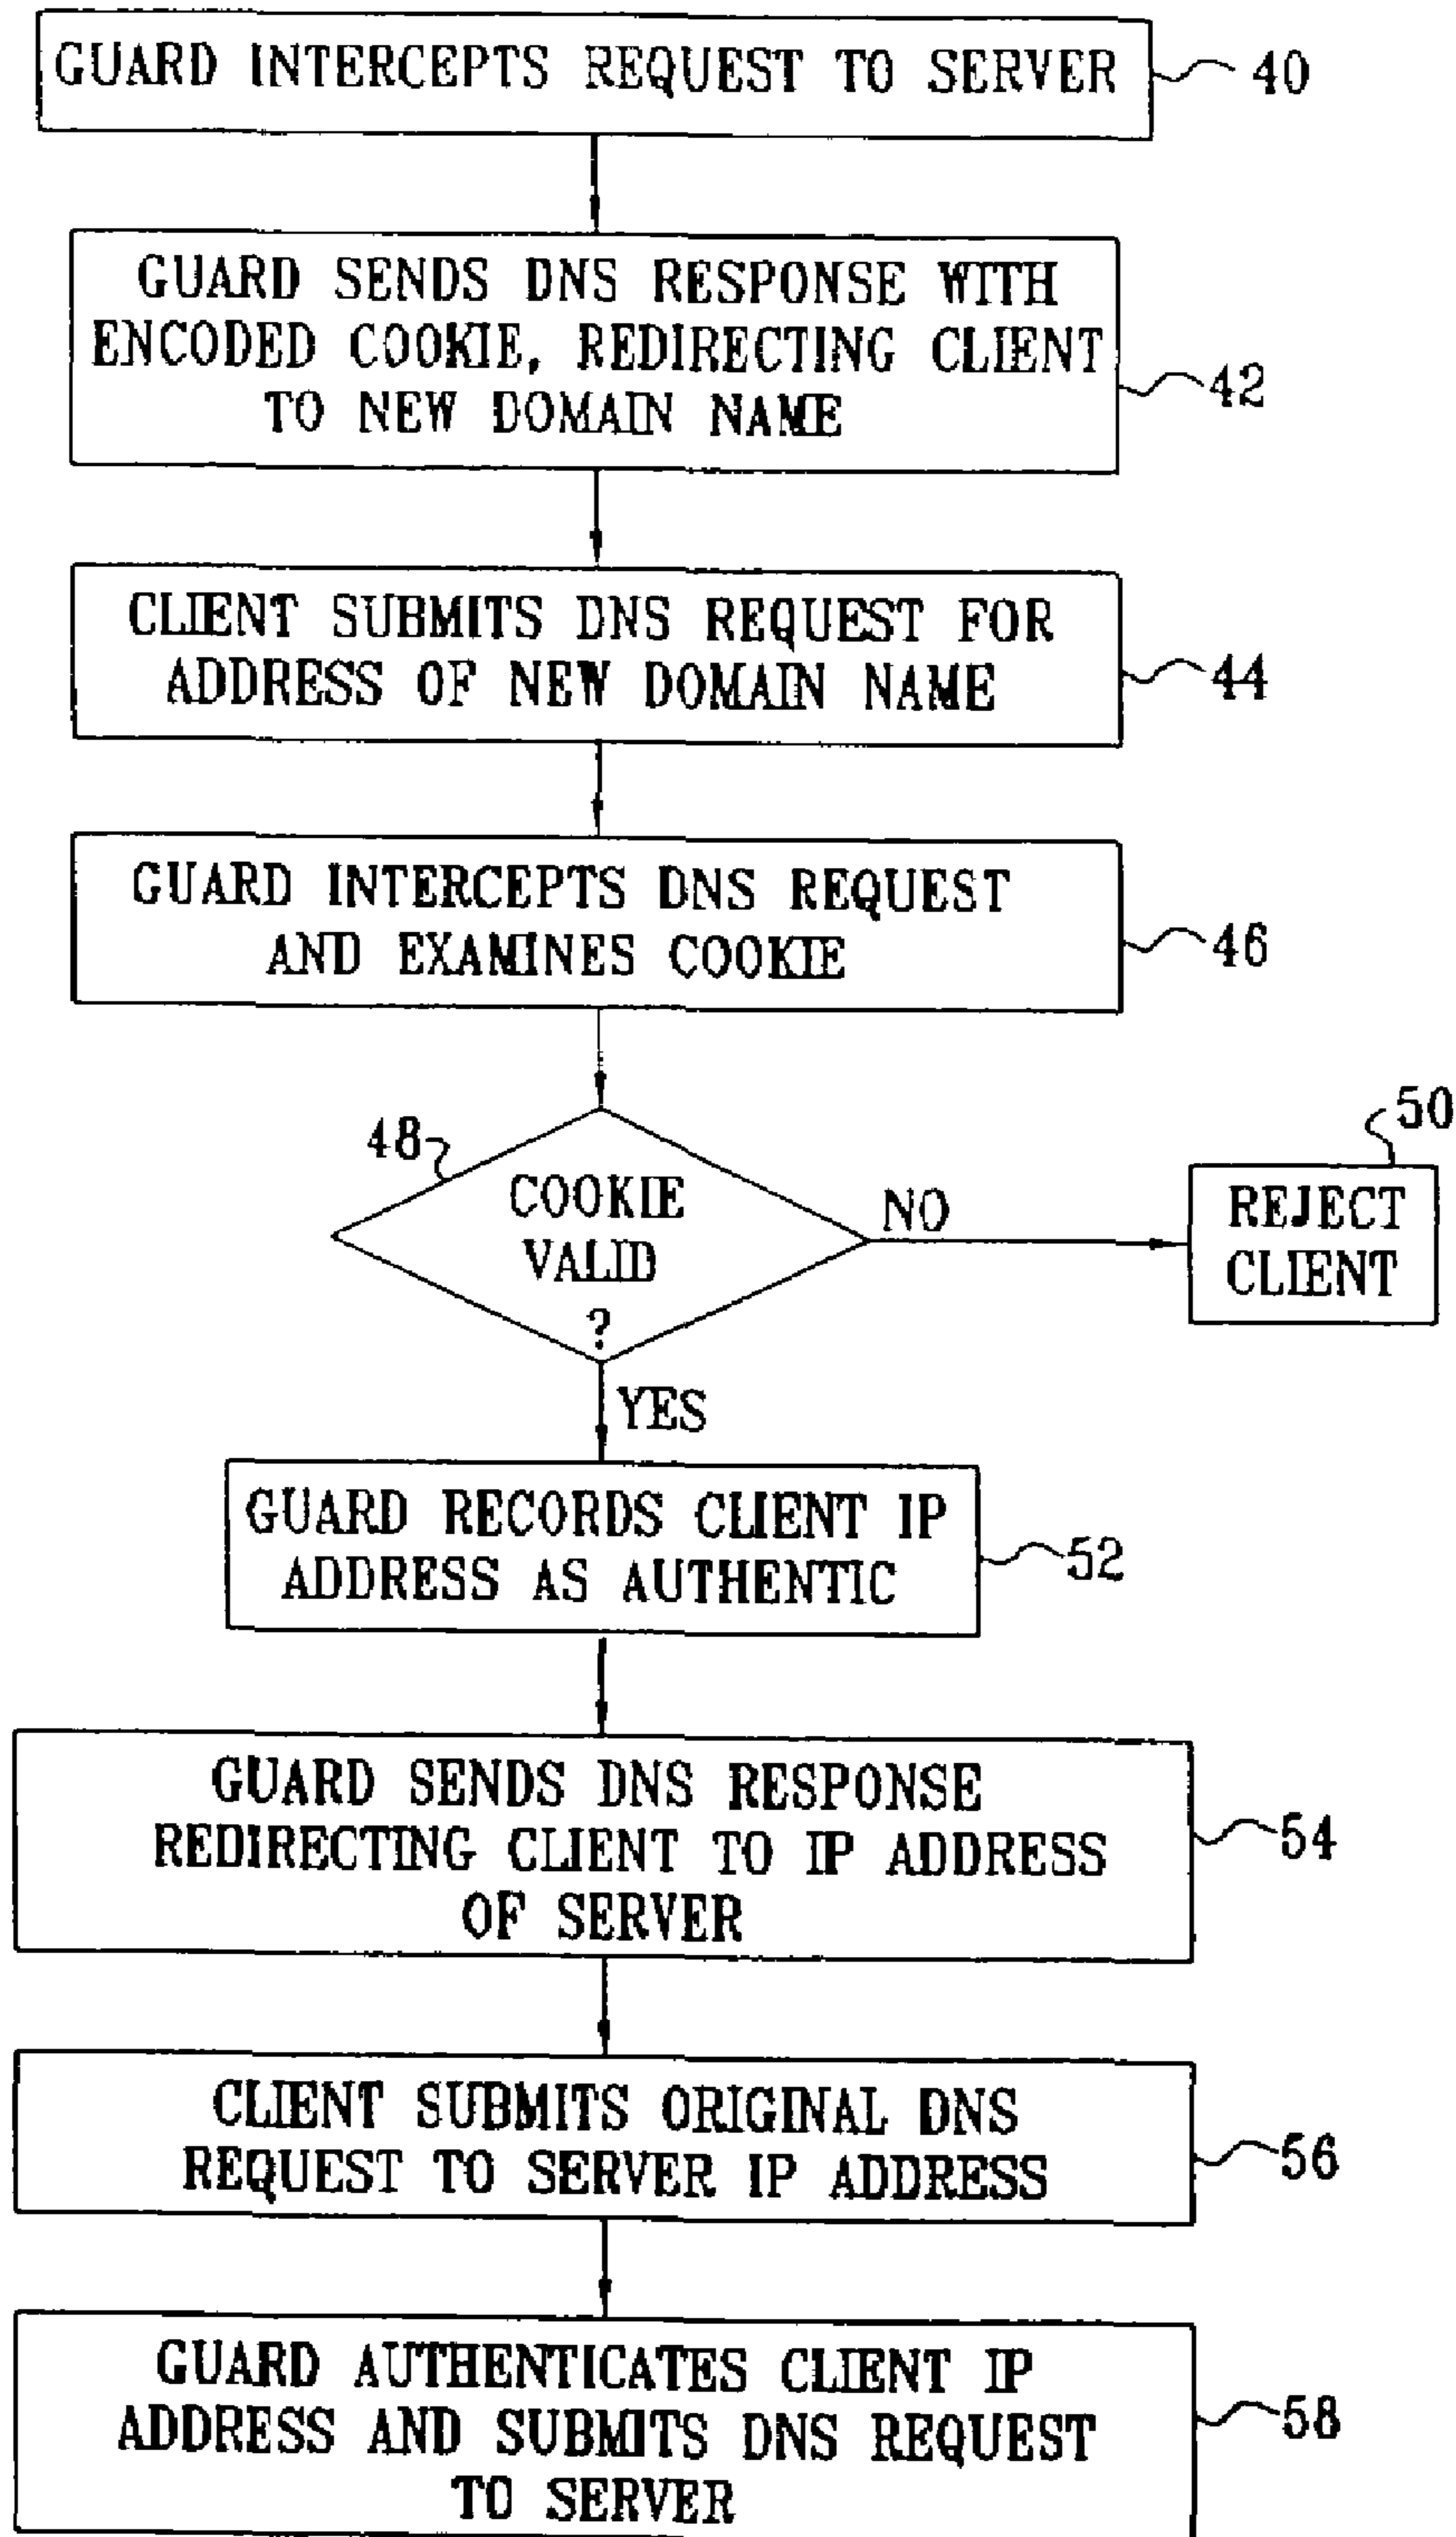 GUARD INTERCEPTS REQUEST TO SERVER
40
GUARD SENDS DNS RESPONSE WITH
ENCODED COOKIE, REDIRECTING CLIENT
TO NEW DOMAIN NAME
42
CLIENT SUBMITS DNS REQUEST FOR
ADDRESS OF NEW DOMAIN NAME
44
GUARD INTERCEPTS DNS REQUEST
AND EXAMINES COOKIE
46
48
COOKIE
VALID
?
NO
50
REJECT
CLIENT
YES
GUARD RECORDS CLIENT IP
ADDRESS AS AUTHENTIC
52
GUARD SENDS DNS RESPONSE
REDIRECTING CLIENT TO IP ADDRESS
OF SERVER
54
CLIENT SUBMITS ORIGINAL DNS
REQUEST TO SERVER IP ADDRESS
56
GUARD AUTHENTICATES CLIENT IP
ADDRESS AND SUBMITS DNS REQUEST
TO SERVER
58